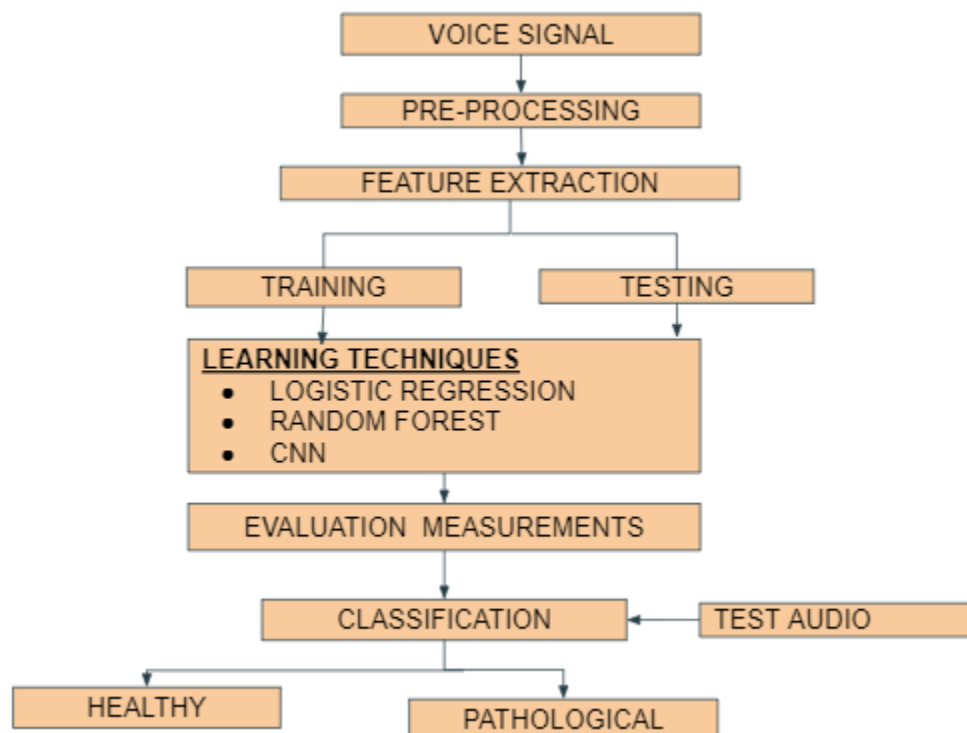 VOICE SIGNAL
PRE-PROCESSING
FEATURE EXTRACTION
TRAINING
TESTING
LEARNING TECHNIQUES
● LOGISTIC REGRESSION
● RANDOM FOREST
● CNN
EVALUATION MEASUREMENTS
CLASSIFICATION
TEST AUDIO
HEALTHY
PATHOLOGICAL